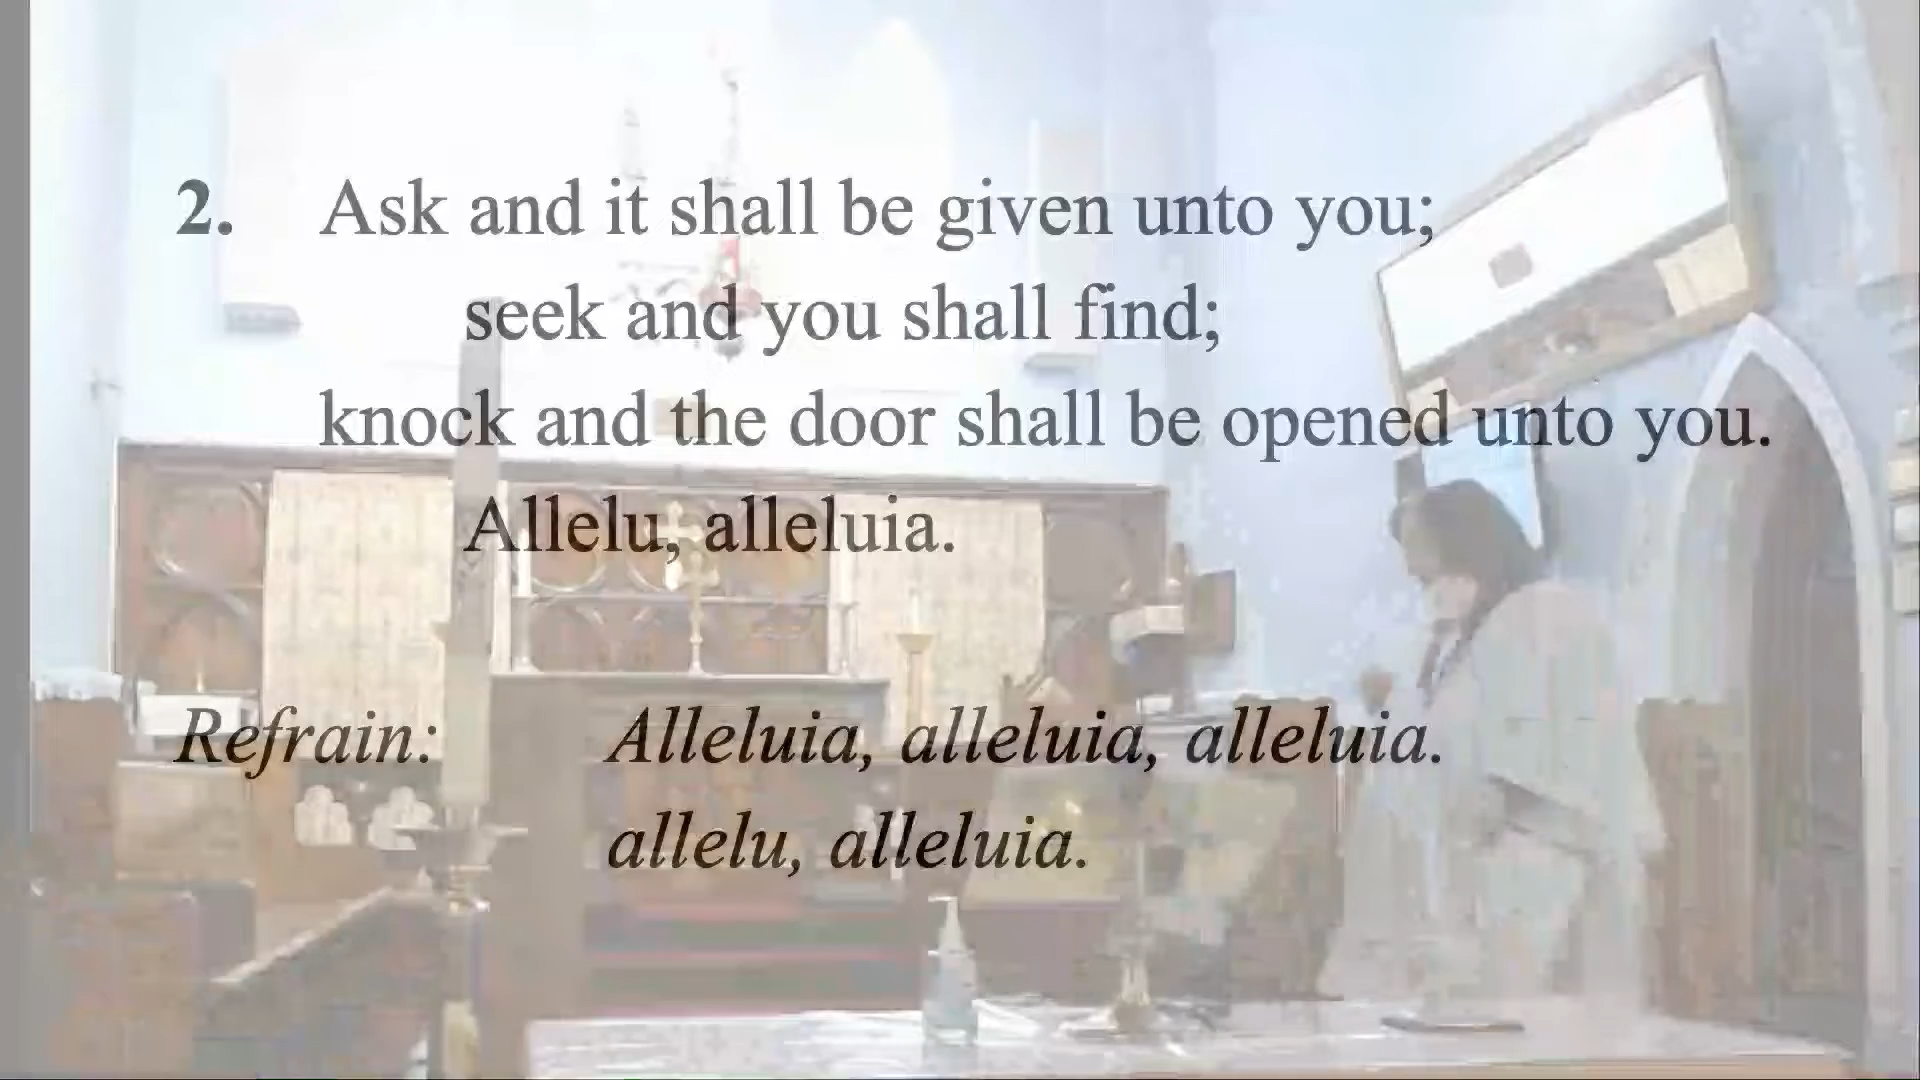 2. Ask and it shall be given unto you;
seek and you shall find;
knock and the door shall be opened unto you.
Allelu, alleluia.
Refrain: Alleluia, alleluia, alleluia.
allelu, alleluia.